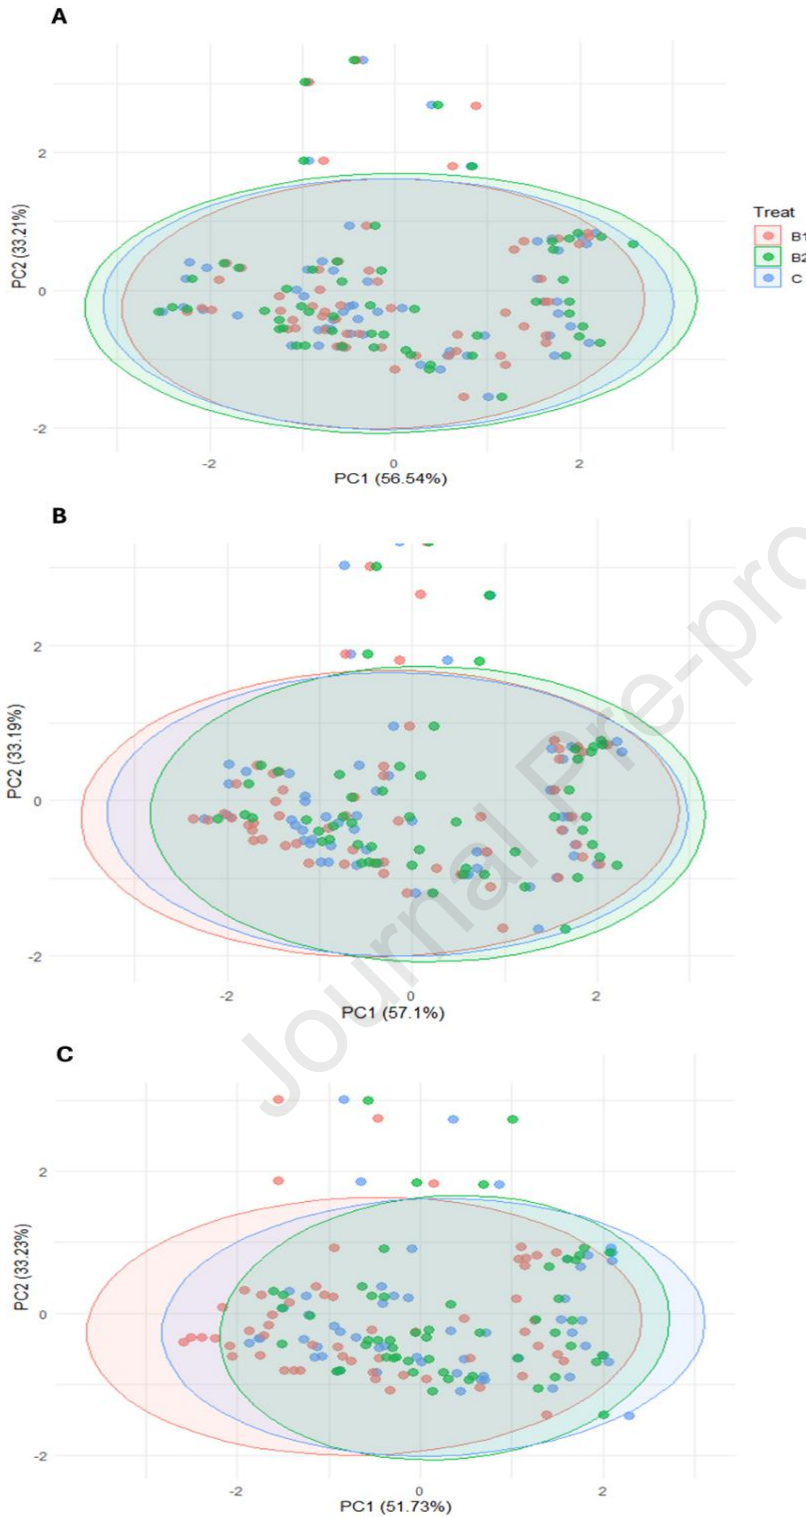 A
2
0
-2
PC2 (33.21%)
-2
0
2
PC1 (56.54%)
Treat
B1
B2
C
B
2
0
-2
PC2 (33.19%)
-2
0
2
PC1 (57.1%)
C
2
0
-2
PC2 (33.23%)
-2
0
2
PC1 (51.73%)
Journal Pre-pro